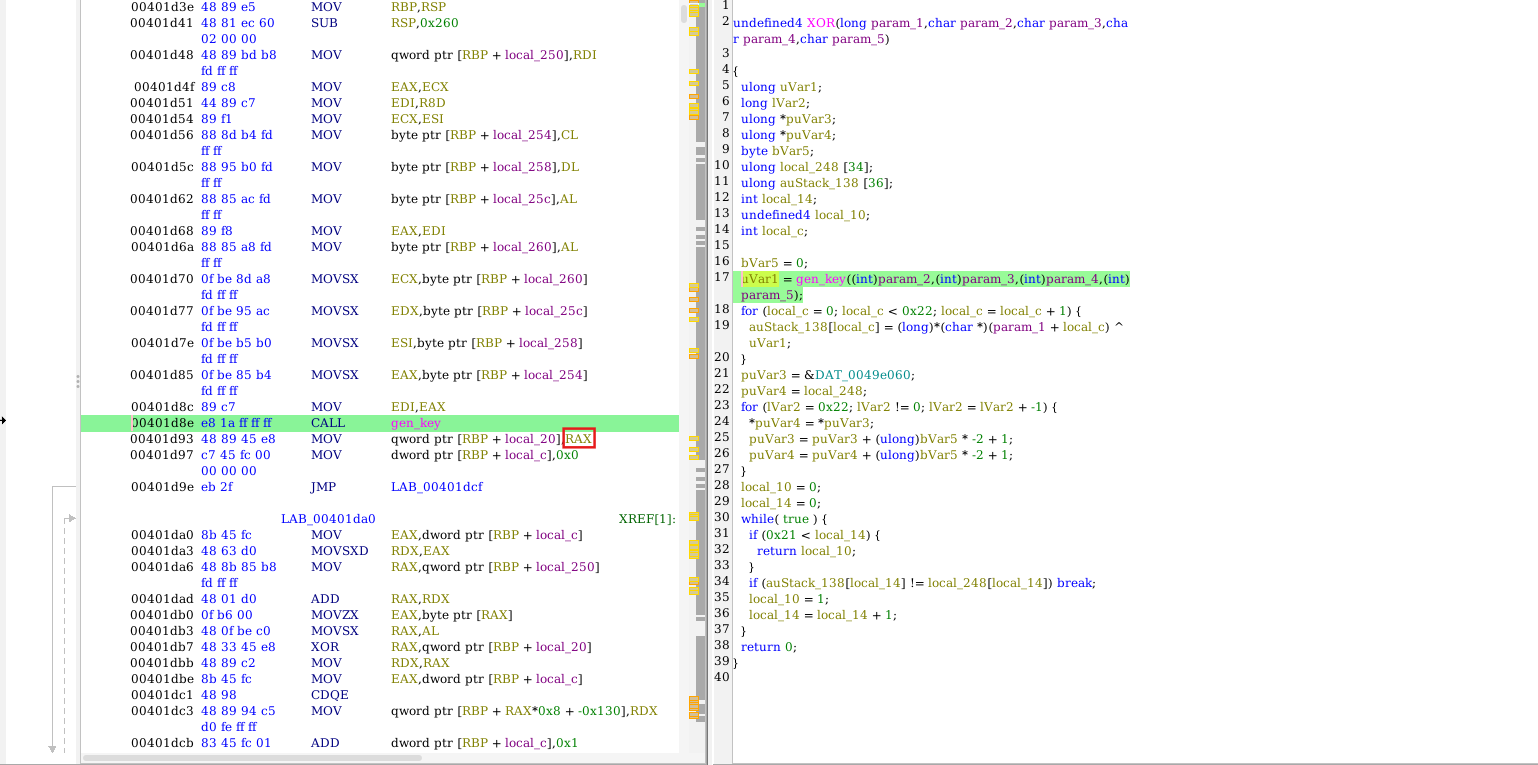 00401d3e 48 89 e5 MOV RBP,RSP
00401d41 48 81 ec 60 SUB RSP,0x260
02 00 00
00401d48 48 89 bd b8 MOV qword ptr [RBP + local_250],RDI
fd ff ff
00401d4f 89 c8 MOV EAX,ECX
00401d51 44 89 c7 MOV EDI,R8D
00401d54 89 f1 MOV ECX,ESI
00401d56 88 8d b4 fd MOV byte ptr [RBP + local_254],CL
ff ff
00401d5c 88 95 b0 fd MOV byte ptr [RBP + local_258],DL
ff ff
00401d62 88 85 ac fd MOV byte ptr [RBP + local_25c],AL
ff ff
00401d68 89 f8 MOV EAX,EDI
00401d6a 88 85 a8 fd MOV byte ptr [RBP + local_260],AL
ff ff
00401d70 0f be 8d a8 MOVSX ECX,byte ptr [RBP + local_260]
fd ff ff
00401d77 0f be 95 ac MOVSX EDX,byte ptr [RBP + local_25c]
fd ff ff
00401d7e 0f be b5 b0 MOVSX ESI,byte ptr [RBP + local_258]
fd ff ff
00401d85 0f be 85 b4 MOVSX EAX,byte ptr [RBP + local_254]
fd ff ff
00401d8c 89 c7 MOV EDI,EAX
00401d8e e8 1a ff ff ff CALL gen_key
00401d93 48 89 45 e8 MOV qword ptr [RBP + local_20],RAX
00401d97 c7 45 fc 00 MOV dword ptr [RBP + local_c],0x0
00 00 00
00401d9e eb 2f JMP LAB_00401dcf
LAB_00401da0 XREF[1]:
00401da0 8b 45 fc MOV EAX,dword ptr [RBP + local_c]
00401da3 48 63 d0 MOVSXD RDX,EAX
00401da6 48 8b 85 b8 MOV RAX,qword ptr [RBP + local_250]
fd ff ff
00401dad 48 01 d0 ADD RAX,RDX
00401db0 0f b6 00 MOVZX EAX,byte ptr [RAX]
00401db3 48 0f be c0 MOVSX RAX,AL
00401db7 48 33 45 e8 XOR RAX,qword ptr [RBP + local_20]
00401dbb 48 89 c2 MOV RDX,RAX
00401dbe 8b 45 fc MOV EAX,dword ptr [RBP + local_c]
00401dc1 48 98 CDQE
00401dc3 48 89 94 c5 MOV qword ptr [RBP + RAX*0x8 + -0x130],RDX
d0 fe ff ff
00401dcb 83 45 fc 01 ADD dword ptr [RBP + local_c],0x1
1
2 undefined4 XOR(long param_1,char param_2,char param_3,cha
r param_4,char param_5)
3
4 {
5 ulong uVar1;
6 long lVar2;
7 ulong *puVar3;
8 ulong *puVar4;
9 byte bVar5;
10 ulong local_248 [34];
11 ulong auStack_138 [36];
12 int local_14;
13 undefined4 local_10;
14 int local_c;
15
16 bVar5 = 0;
17 uVar1 = gen_key((int)param_2,(int)param_3,(int)param_4,(int)
param_5);
18 for (local_c = 0; local_c < 0x22; local_c = local_c + 1) {
19 auStack_138[local_c] = (long)*(char *)(param_1 + local_c) ^
uVar1;
20 }
21 puVar3 = &DAT_0049e060;
22 puVar4 = local_248;
23 for (lVar2 = 0x22; lVar2 != 0; lVar2 = lVar2 + -1) {
24 *puVar4 = *puVar3;
25 puVar3 = puVar3 + (ulong)bVar5 * -2 + 1;
26 puVar4 = puVar4 + (ulong)bVar5 * -2 + 1;
27 }
28 local_10 = 0;
29 local_14 = 0;
30 while( true ) {
31 if (0x21 < local_14) {
32 return local_10;
33 }
34 if (auStack_138[local_14] != local_248[local_14]) break;
35 local_10 = 1;
36 local_14 = local_14 + 1;
37 }
38 return 0;
39 }
40